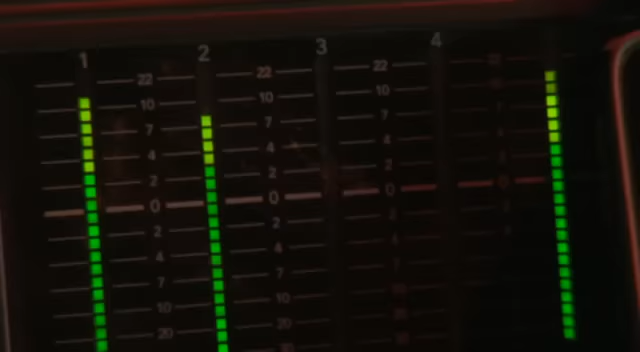 1 2 3 4
22 22 22
10 10 10
7 7 7
4 4 4
2 2 2
0 0 0
2 2
4 4
7 7
10 10
20 20